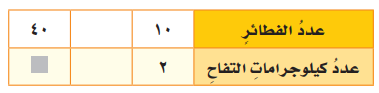 عددُ الفطائرِ ١٠ ٤٠
عددُ كيلوجراماتِ التفاحِ ٢